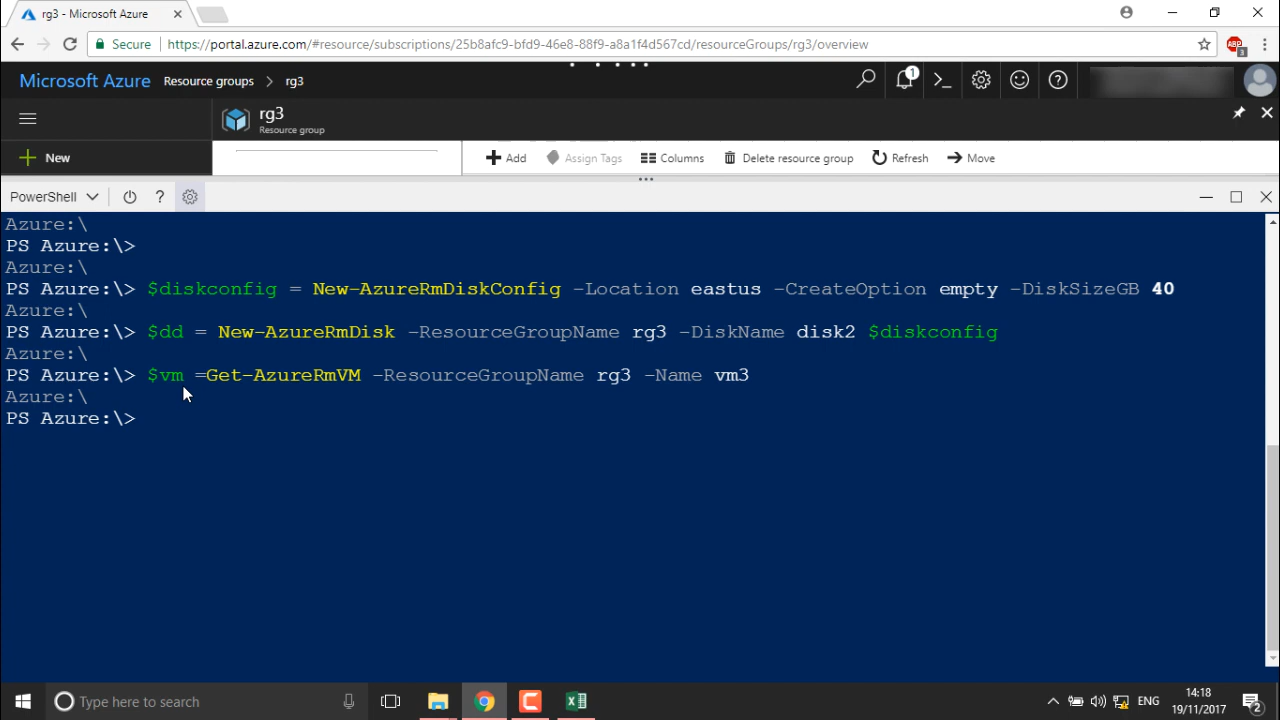 rg3 - Microsoft Azure
Secure https://portal.azure.com/#resource/subscriptions/25b8afc9-bfd9-46e8-88f9-a8a1f4d567cd/resourceGroups/rg3/overview
ABP
3
Microsoft Azure Resource groups > rg3
1
rg3
Resource group
New
Add Assign Tags Columns Delete resource group Refresh Move
PowerShell
Azure:\
PS Azure:\>
Azure:\
PS Azure:\> $diskconfig = New-AzureRmDiskConfig -Location eastus -CreateOption empty -DiskSizeGB 40
Azure:\
PS Azure:\> $dd = New-AzureRmDisk -ResourceGroupName rg3 -DiskName disk2 $diskconfig
Azure:\
PS Azure:\> $vm =Get-AzureRmVM -ResourceGroupName rg3 -Name vm3
Azure:\
PS Azure:\>
Type here to search
ENG
14:18
19/11/2017
2